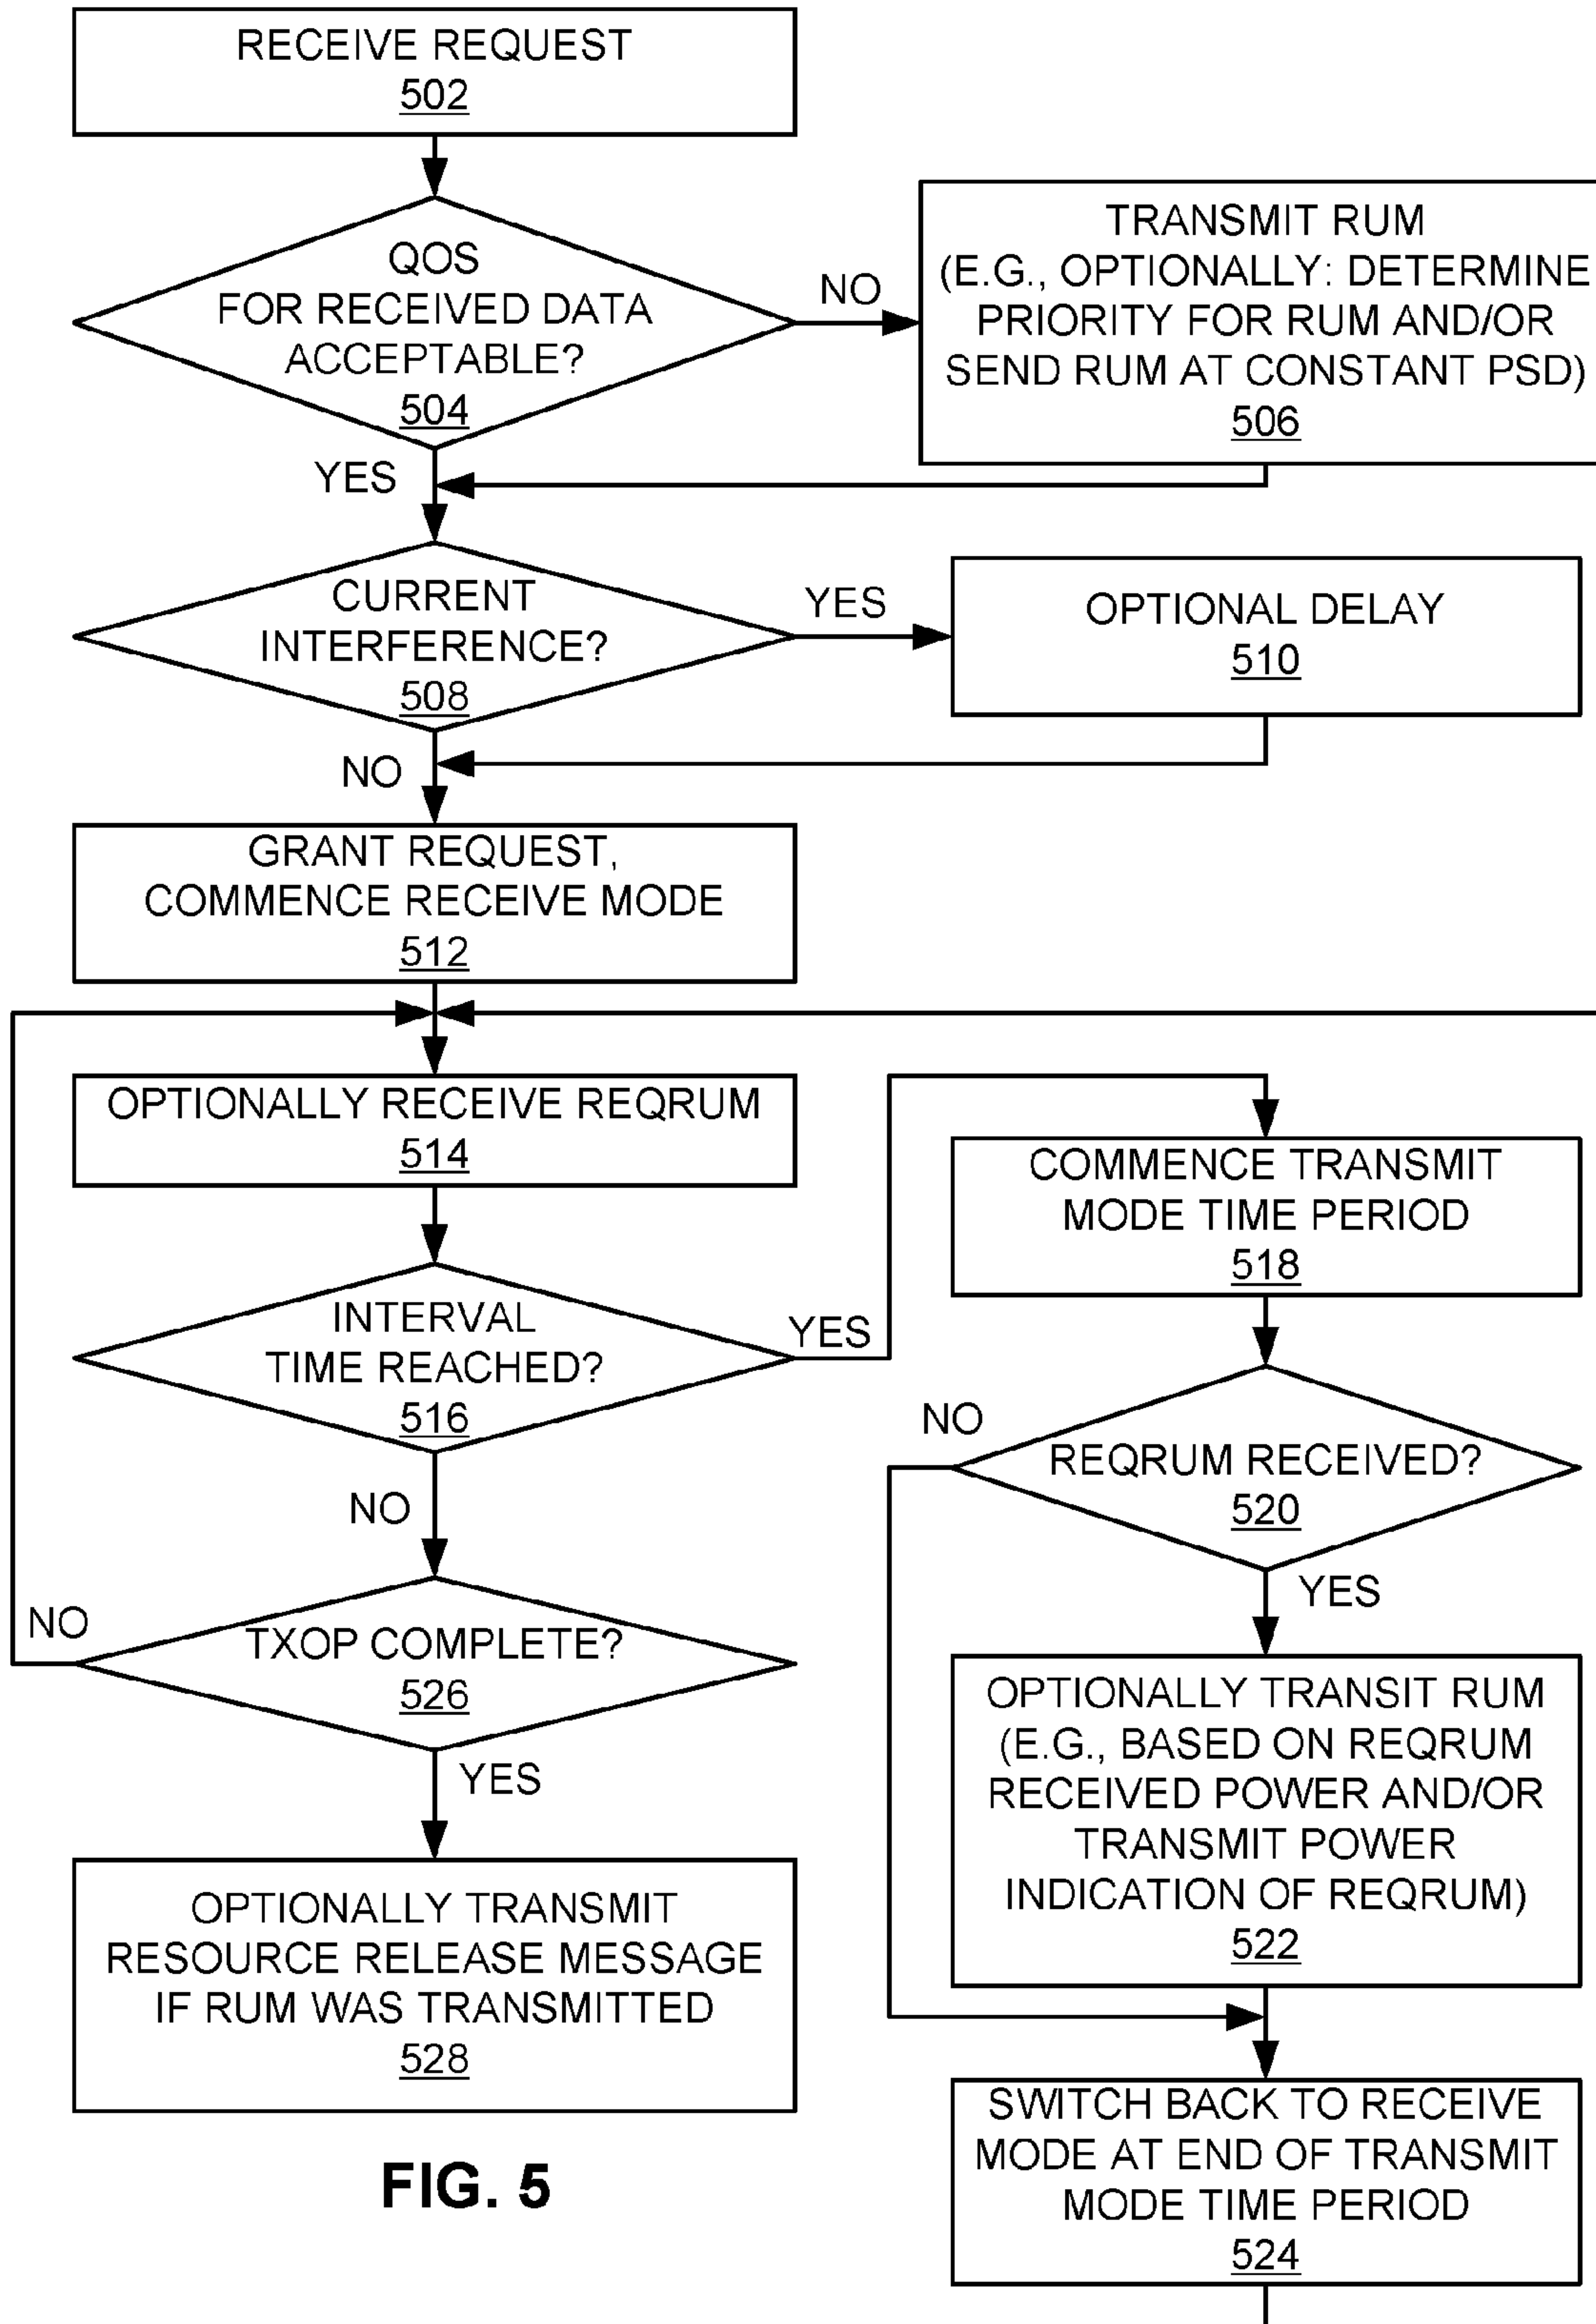 RECEIVE REQUEST
502
QOS
FOR RECEIVED DATA
ACCEPTABLE?
504
NO
TRANSMIT RUM
(E.G., OPTIONALLY: DETERMINE
PRIORITY FOR RUM AND/OR
SEND RUM AT CONSTANT PSD)
506
YES
CURRENT
INTERFERENCE?
508
YES
OPTIONAL DELAY
510
NO
GRANT REQUEST,
COMMENCE RECEIVE MODE
512
OPTIONALLY RECEIVE REQRUM
514
INTERVAL
TIME REACHED?
516
YES
COMMENCE TRANSMIT
MODE TIME PERIOD
518
NO
REQRUM RECEIVED?
520
YES
NO
TXOP COMPLETE?
526
NO
YES
OPTIONALLY TRANSIT RUM
(E.G., BASED ON REQRUM
RECEIVED POWER AND/OR
TRANSMIT POWER
INDICATION OF REQRUM)
522
OPTIONALLY TRANSMIT
RESOURCE RELEASE MESSAGE
IF RUM WAS TRANSMITTED
528
SWITCH BACK TO RECEIVE
MODE AT END OF TRANSMIT
MODE TIME PERIOD
524
FIG. 5